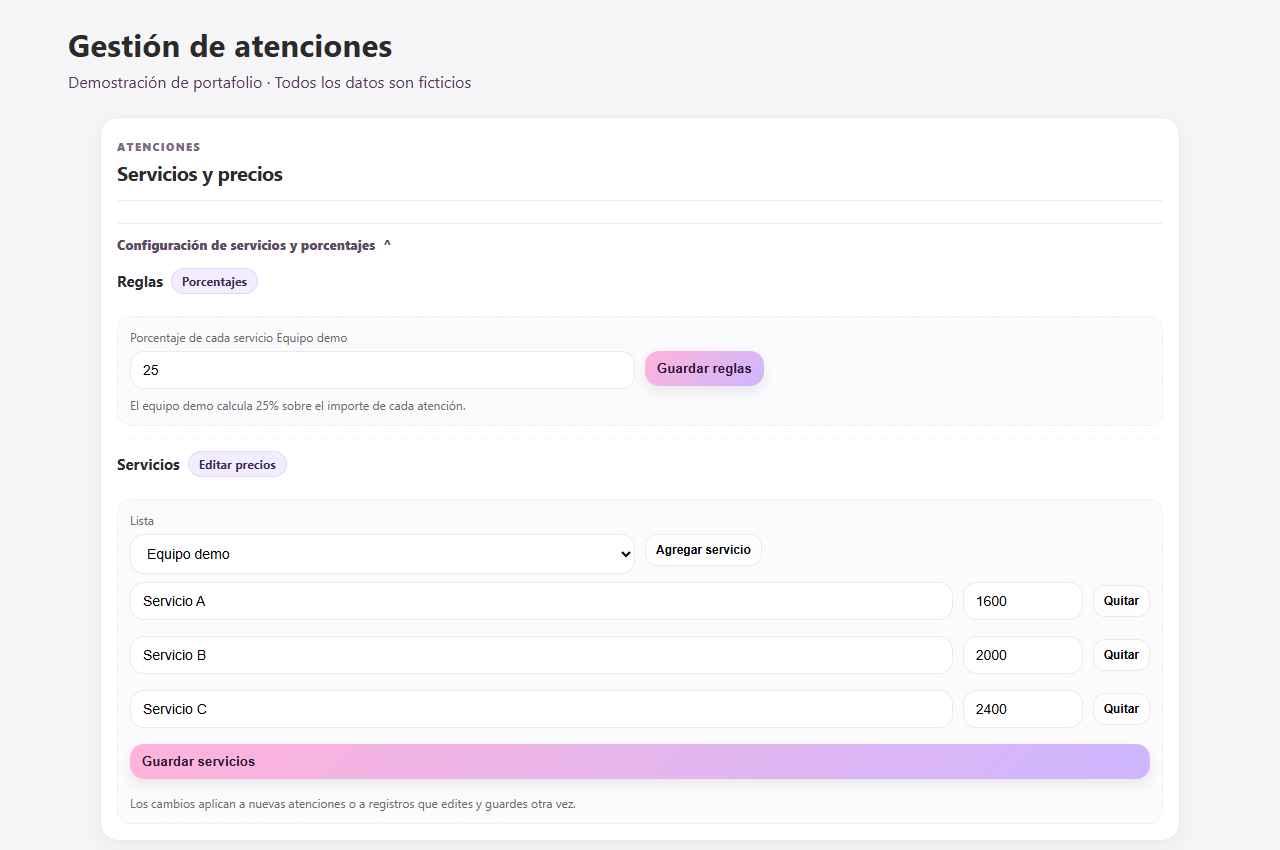 Gestión de atenciones
Demostración de portafolio · Todos los datos son ficticios
ATENCIONES
Servicios y precios
Configuración de servicios y porcentajes ^
Reglas Porcentajes
Porcentaje de cada servicio Equipo demo
25 Guardar reglas
El equipo demo calcula 25% sobre el importe de cada atención.
Servicios Editar precios
Lista
Equipo demo Agregar servicio
Servicio A 1600 Quitar
Servicio B 2000 Quitar
Servicio C 2400 Quitar
Guardar servicios
Los cambios aplican a nuevas atenciones o a registros que edites y guardes otra vez.